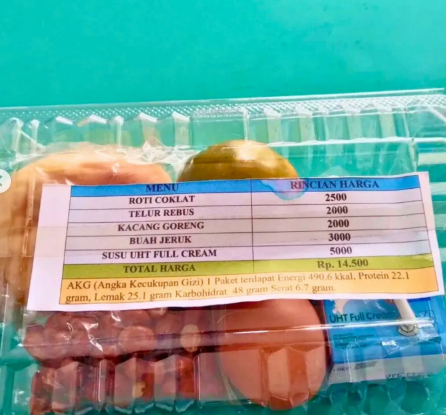 MENU RINCIAN HARGA
ROTI COKLAT 2500
TELUR REBUS 2000
KACANG GORENG 2000
BUAH JERUK 3000
SUSU UHT FULL CREAM 5000
TOTAL HARGA Rp. 14.500
AKG (Angka Kecukupan Gizi) 1 Paket terdapat Energi 490.6 kkal, Protein 22.1
gram, Lemak 25.1 gram Karbohidrat 48 gram Serat 6.7 gram.
UHT Full Cream